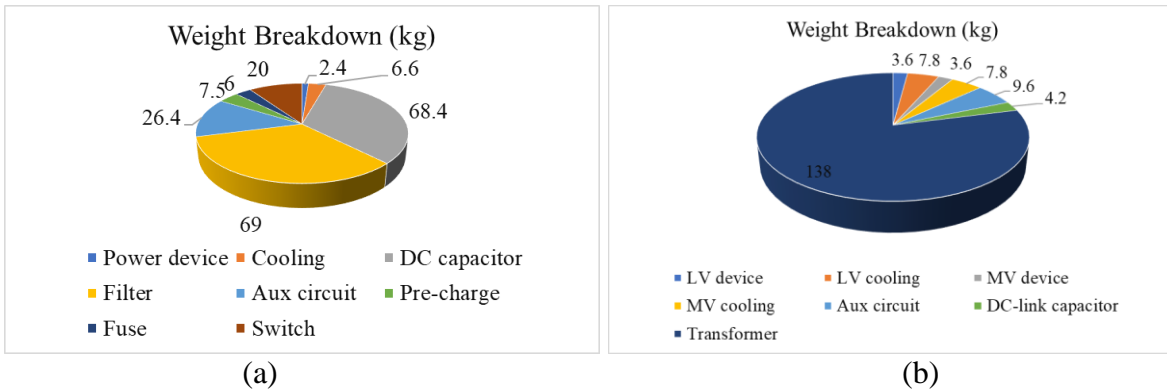 Weight Breakdown (kg)
20
2.4
6.6
6
7.5
26.4
68.4
69
Power device
Cooling
DC capacitor
Filter
Aux circuit
Pre-charge
Fuse
Switch
(a)
Weight Breakdown (kg)
3.6
7.8
3.6
7.8
9.6
4.2
138
LV device
LV cooling
MV device
MV cooling
Aux circuit
DC-link capacitor
Transformer
(b)